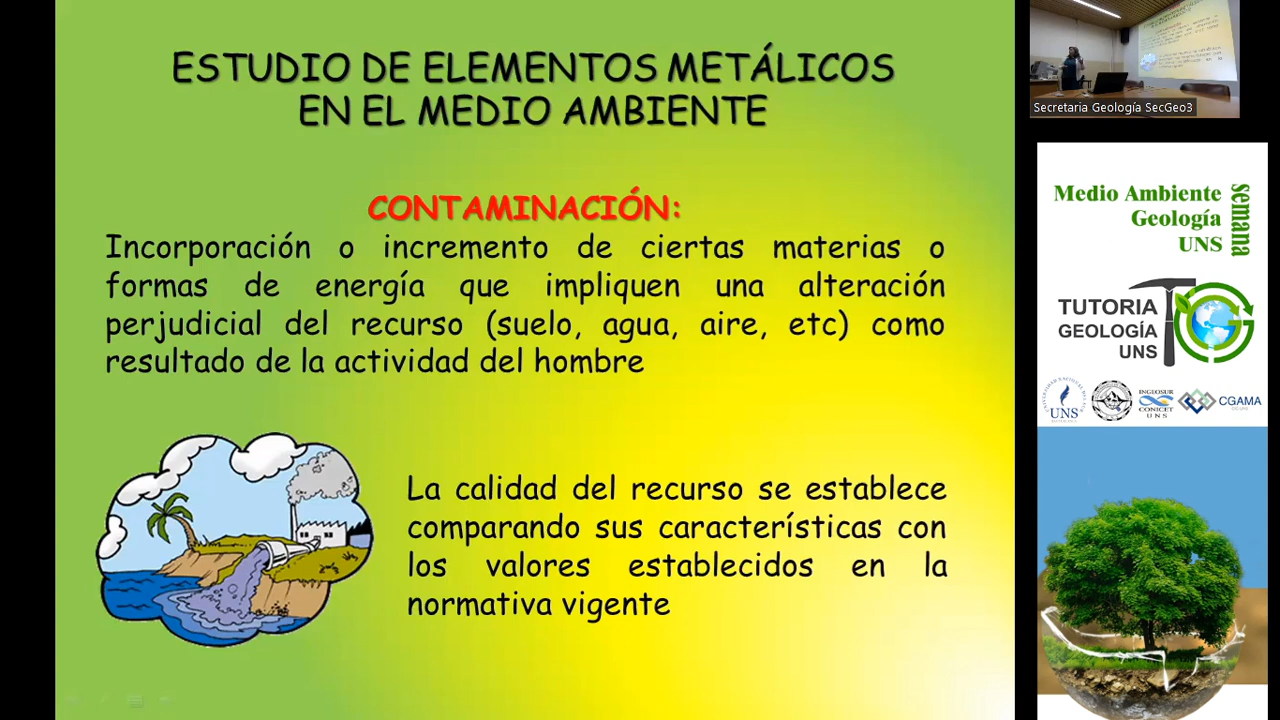 ESTUDIO DE ELEMENTOS METÁLICOS
EN EL MEDIO AMBIENTE
CONTAMINACIÓN:
Incorporación o incremento de ciertas materias o
formas de energía que impliquen una alteración
perjudicial del recurso (suelo, agua, aire, etc) como
resultado de la actividad del hombre
La calidad del recurso se establece
comparando sus características con
los valores establecidos en la
normativa vigente
Secretaria Geología SecGeo3
Medio Ambiente
Geología
UNS
semana
TUTORIA
GEOLOGÍA
UNS
UNS
INGEOSUR
CONICET
UNS
CGAMA